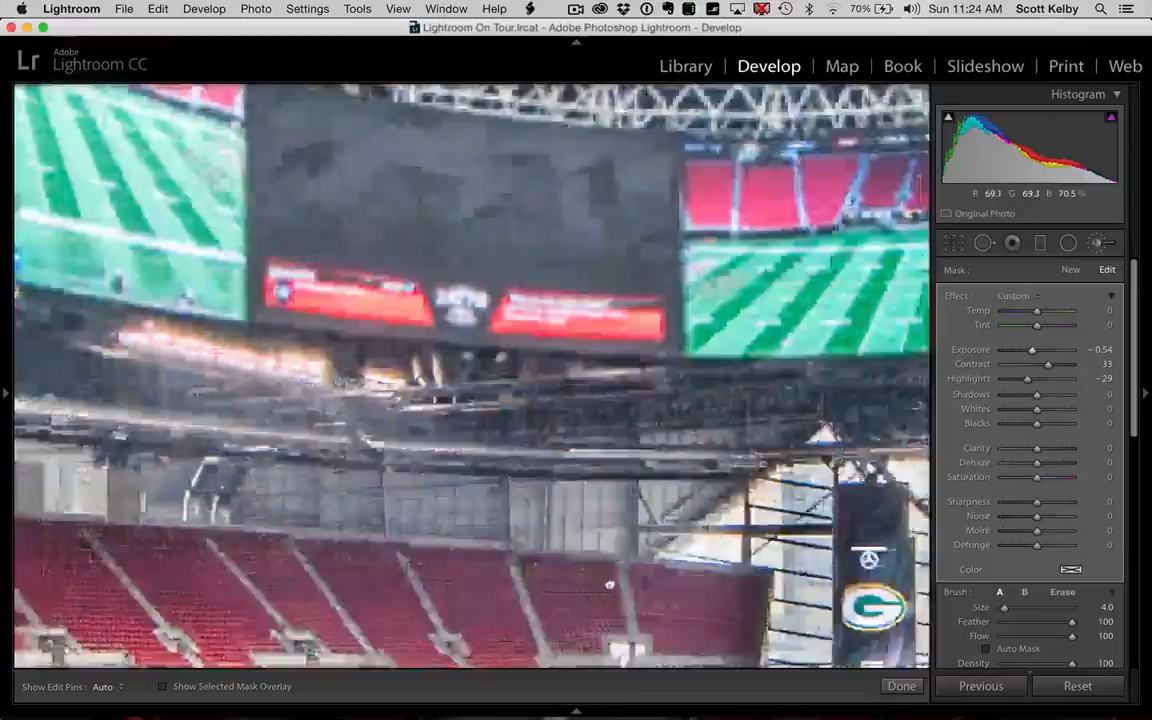 Lightroom File Edit Develop Photo Settings Tools View Window Help 70% Sun 11:24 AM Scott Kelby
Lightroom On Tour.lrcat - Adobe Photoshop Lightroom - Develop
Lr Adobe Lightroom CC
Library Develop Map Book Slideshow Print Web
Histogram
R 69.3 G 69.3 B 70.5 %
Original Photo
Mask: New Edit
Effect: Custom
Temp 0
Tint 0
Exposure - 0.54
Contrast 33
Highlights - 29
Shadows 0
Whites 0
Blacks 0
Clarity 0
Dehaze 0
Saturation 0
Sharpness 0
Noise 0
Moiré 0
Defringe 0
Color
Brush: A B Erase
Size 4.0
Feather 100
Flow 100
Auto Mask
Density 100
G
Show Edit Pins: Auto Show Selected Mask Overlay Done Previous Reset